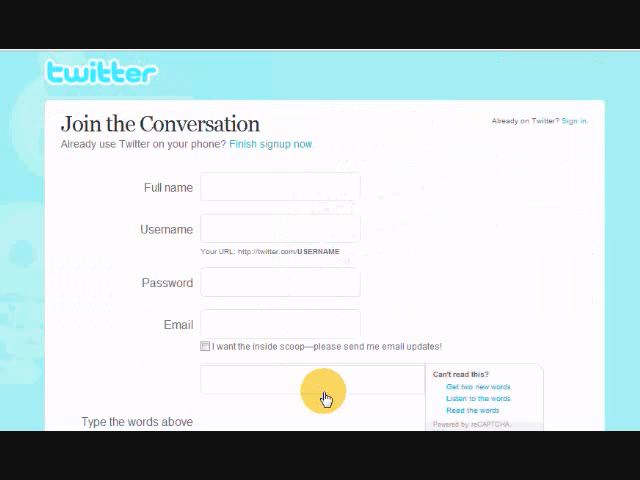 twitter
Join the Conversation
Already on Twitter? Sign in.
Already use Twitter on your phone? Finish signup now
Full name
Username
Your URL: http://twitter.com/USERNAME
Password
Email
I want the inside scoop—please send me email updates!
Can't read this?
Get two new words
Listen to the words
Read the words
Powered by reCAPTCHA.
Type the words above